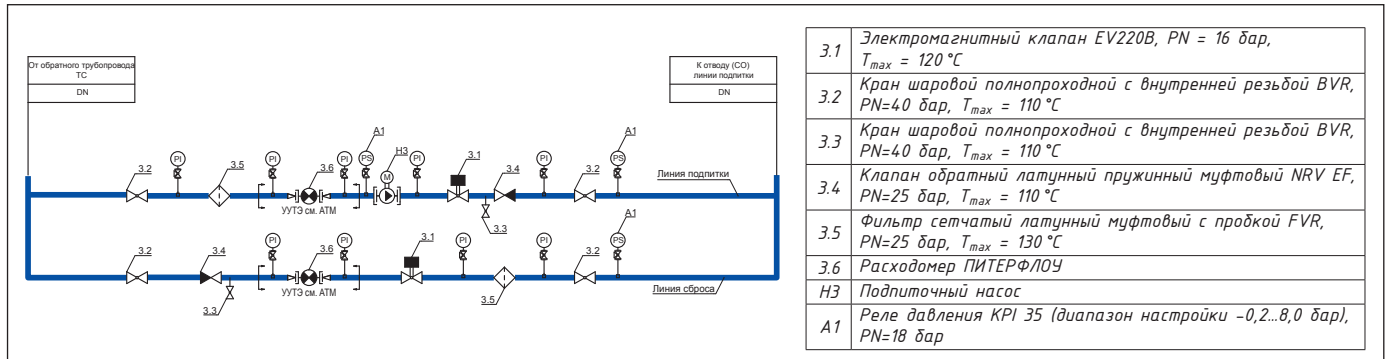 От обратного трубопровода
ТС
DN
К отводу (СО)
линии подпитки
DN
A1
A1
3.2
PI
3.5
PI
3.6
PI
PS
H3
M
PI
3.1
3.4
PI
3.2
PS
Линия подпитки
УУТЭ см. АТМ
3.3
A1
3.2
3.4
PI
3.6
PI
3.1
PI
PI
3.2
PS
3.3
УУТЭ см. АТМ
3.5
Линия сброса
3.1 Электромагнитный клапан EV220B, PN = 16 бар,
Tmax = 120 °C
3.2 Кран шаровой полнопроходной с внутренней резьбой BVR,
PN=40 бар, Tmax = 110 °C
3.3 Кран шаровой полнопроходной с внутренней резьбой BVR,
PN=40 бар, Tmax = 110 °C
3.4 Клапан обратный латунный пружинный муфтовый NRV EF,
PN=25 бар, Tmax = 110 °C
3.5 Фильтр сетчатый латунный муфтовый с пробкой FVR,
PN=25 бар, Tmax = 130 °C
3.6 Расходомер ПИТЕРФЛОУ
H3 Подпиточный насос
A1 Реле давления KPI 35 (диапазон настройки -0,2...8,0 бар),
PN=18 бар